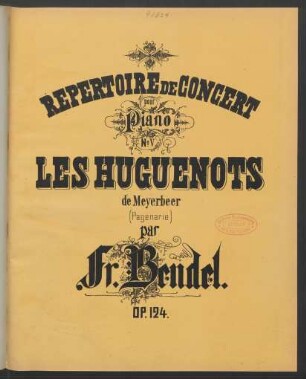 REPERTOIRE DE CONCERT
pour
Piano
No. V
LES HUGUENOTS
de Meyerbeer
(Pagenarie)
par
Fr. Bendel.
OP. 124.